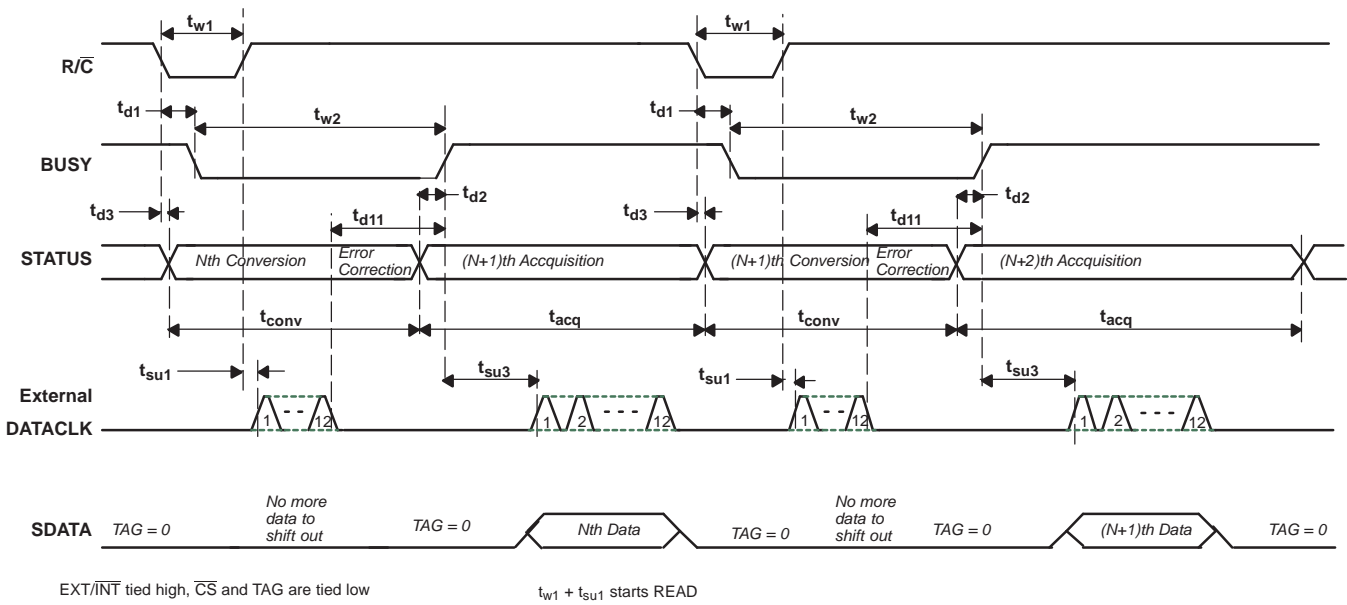 tw1 tw1
R/C̅
td1 tw2 td1 tw2
BUSY
td2 td2
td3 td11 td3 td11
STATUS Nth Conversion Error Correction (N+1)th Accquisition (N+1)th Conversion Error Correction (N+2)th Accquisition
tconv tacq tconv tacq
tsu1 tsu3 tsu1 tsu3
External
DATACLK 1 - - 12 1 2 - - - 12 1 - - 12 1 2 - - - 12
No more data to shift out No more data to shift out
SDATA TAG = 0 TAG = 0 Nth Data TAG = 0 TAG = 0 (N+1)th Data TAG = 0
EXT/I̅N̅T̅ tied high, C̅S̅ and TAG are tied low tw1 + tsu1 starts READ